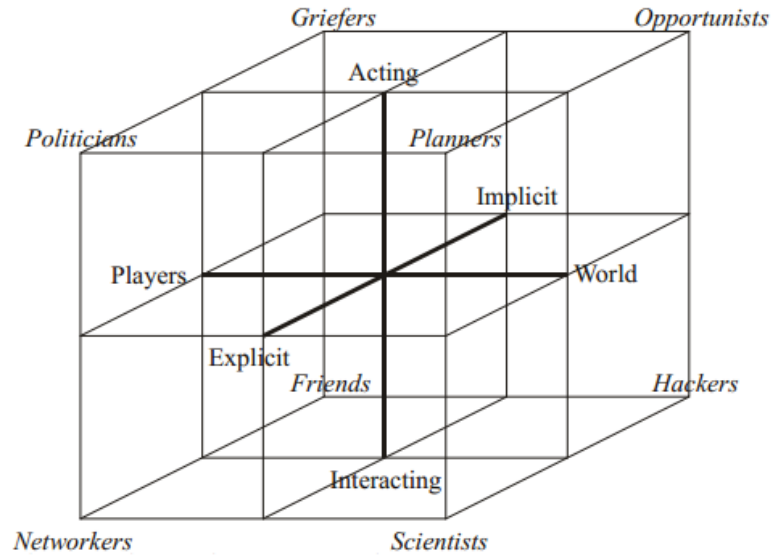 Griefers
Opportunists
Acting
Politicians
Planners
Implicit
Players
World
Explicit
Friends
Hackers
Interacting
Networkers
Scientists